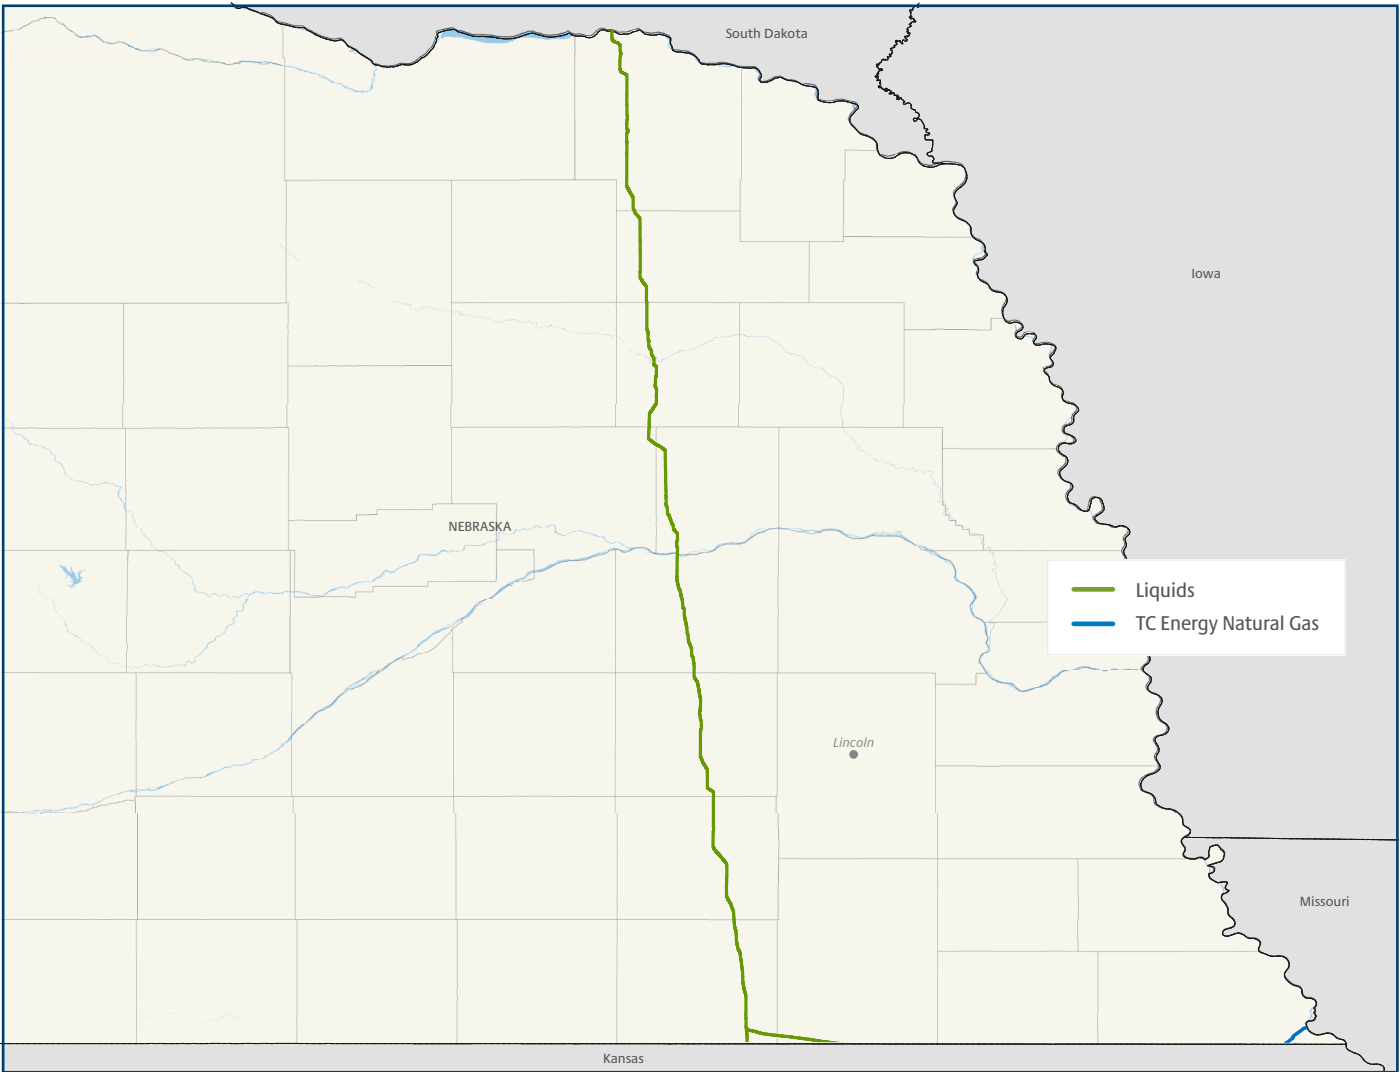 South Dakota
Iowa
NEBRASKA
Liquids
TC Energy Natural Gas
Lincoln
Missouri
Kansas